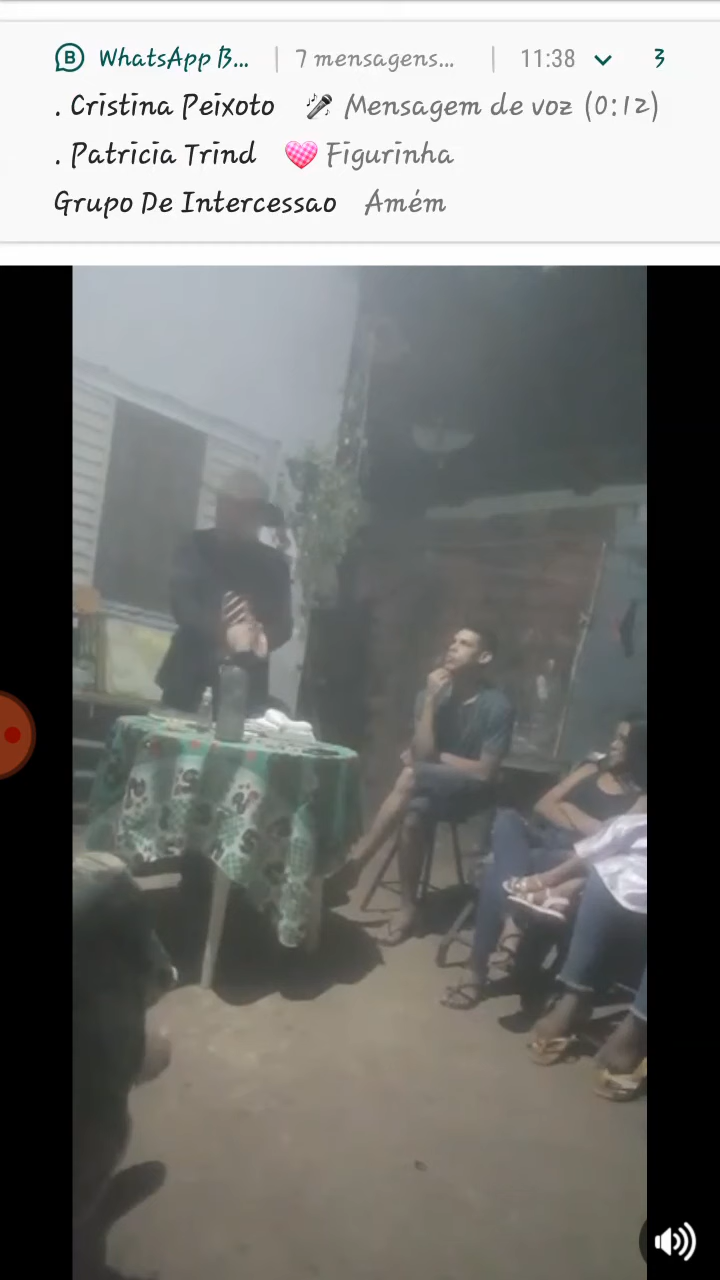 WhatsApp B... | 7 mensagens... | 11:38 3
. Cristina Peixoto 🎤 Mensagem de voz (0:12)
. Patricia Trind 💗 Figurinha
Grupo De Intercessao Amém